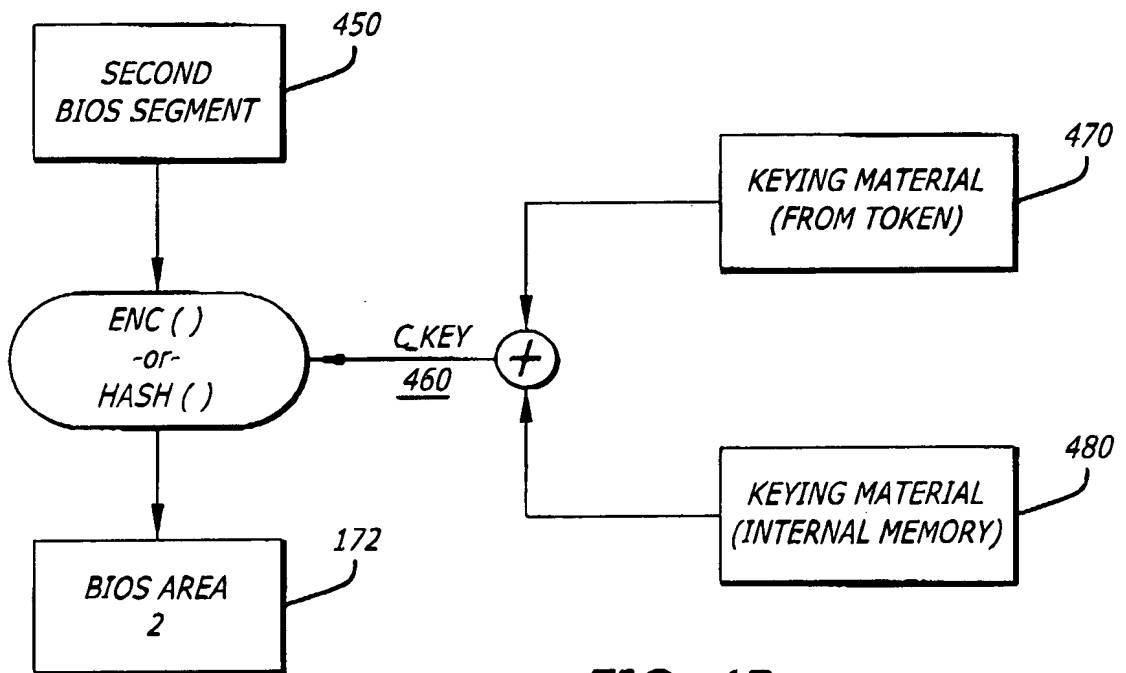 450
SECOND
BIOS SEGMENT
470
KEYING MATERIAL
(FROM TOKEN)
ENC ( )
-or-
HASH ( )
C_KEY
460
+
480
KEYING MATERIAL
(INTERNAL MEMORY)
172
BIOS AREA
2